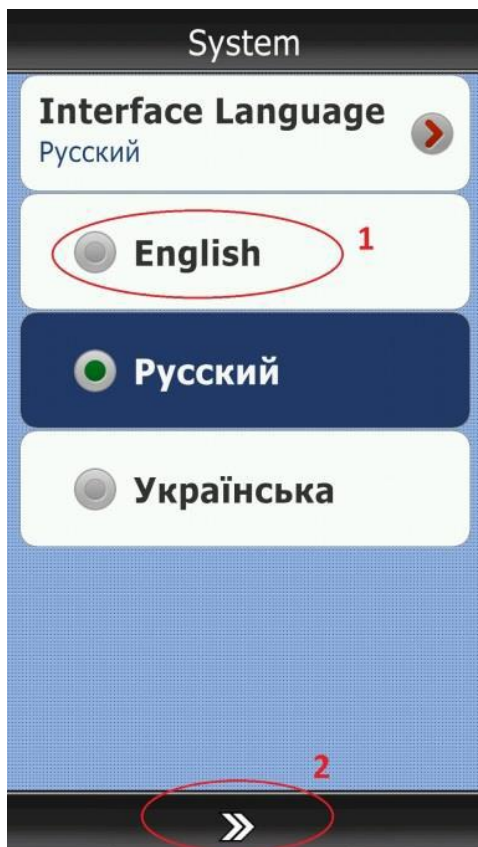 System
Interface Language
Русский
English
1
Русский
Українська
2